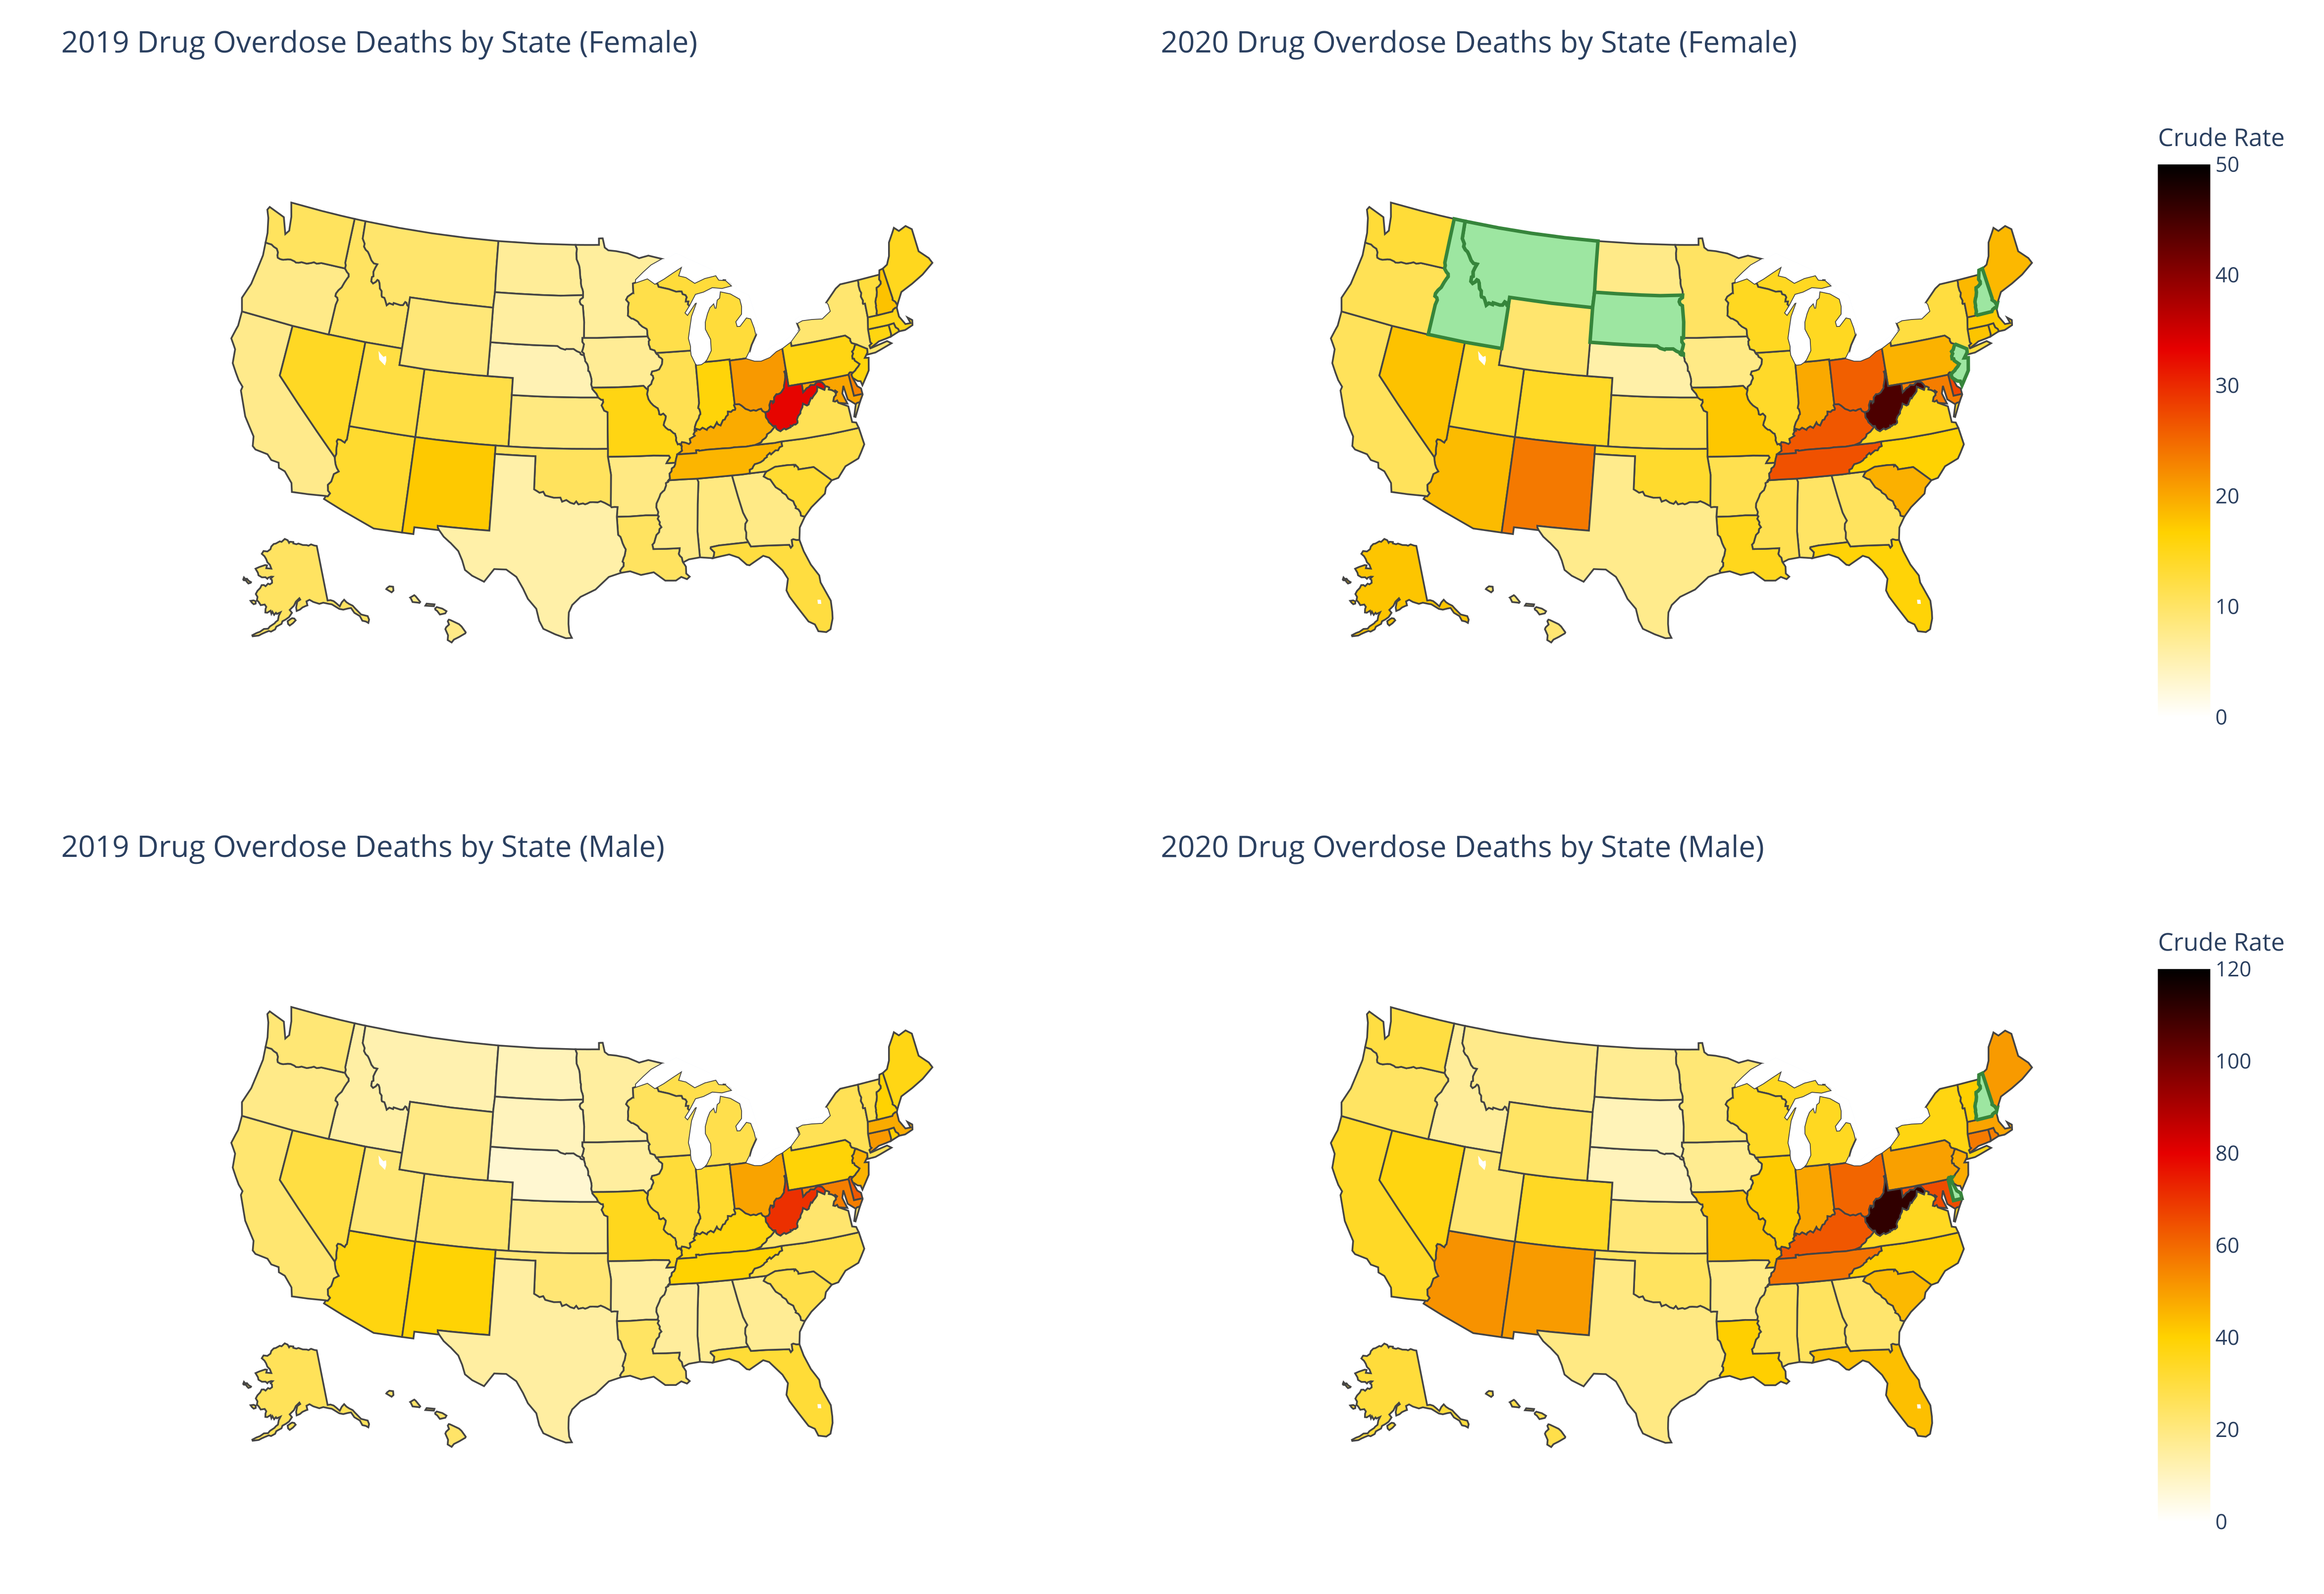 2019 Drug Overdose Deaths by State (Female)
2020 Drug Overdose Deaths by State (Female)
Crude Rate
50
40
30
20
10
0
2019 Drug Overdose Deaths by State (Male)
2020 Drug Overdose Deaths by State (Male)
Crude Rate
120
100
80
60
40
20
0